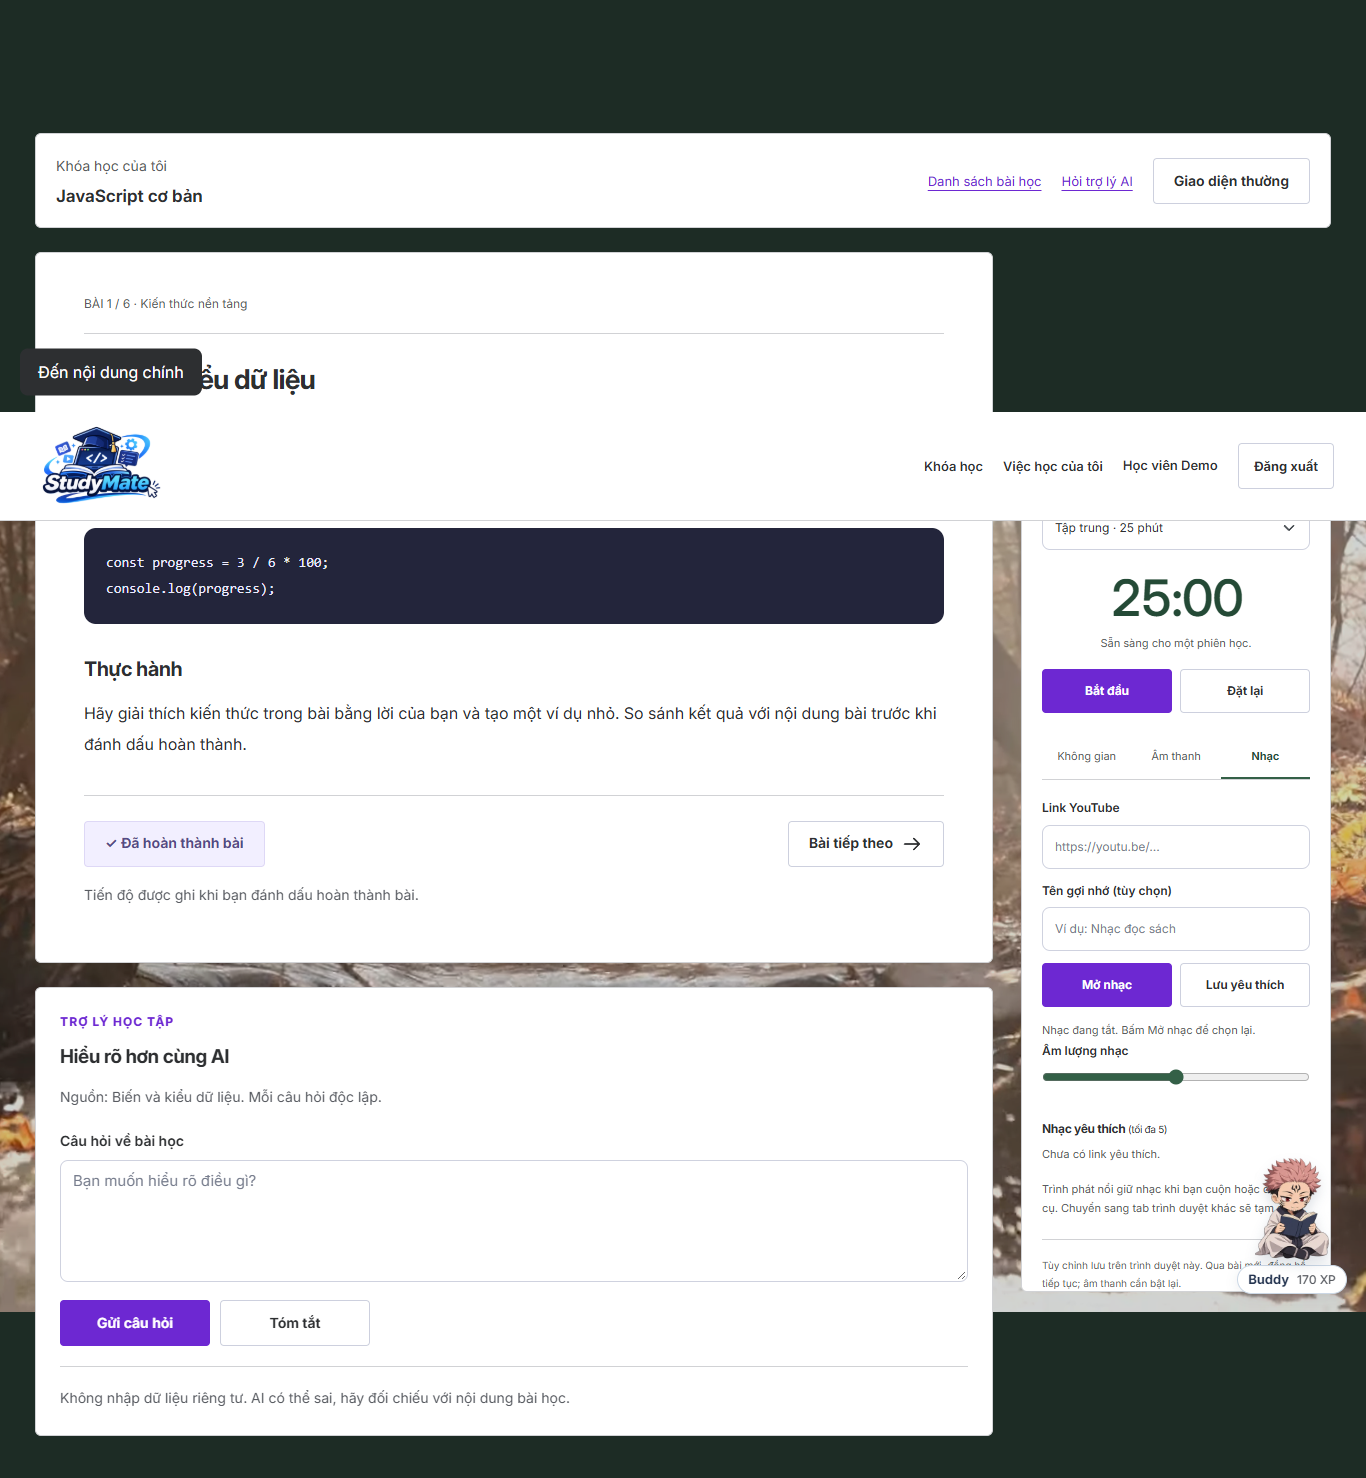 Khóa học của tôi
JavaScript cơ bản
Danh sách bài học
Hỏi trợ lý AI
Giao diện thường
BÀI 1 / 6 · Kiến thức nền tảng
Đến nội dung chính
dữ liệu
</>
StudyMate
Khóa học
Việc học của tôi
Học viên Demo
Đăng xuất
const progress = 3 / 6 * 100;
console.log(progress);
Thực hành
Hãy giải thích kiến thức trong bài bằng lời của bạn và tạo một ví dụ nhỏ. So sánh kết quả với nội dung bài trước khi
đánh dấu hoàn thành.
✓ Đã hoàn thành bài
Bài tiếp theo →
Tiến độ được ghi khi bạn đánh dấu hoàn thành bài.
TRỢ LÝ HỌC TẬP
Hiểu rõ hơn cùng AI
Nguồn: Biến và kiểu dữ liệu. Mỗi câu hỏi độc lập.
Câu hỏi về bài học
Bạn muốn hiểu rõ điều gì?
Gửi câu hỏi
Tóm tắt
Không nhập dữ liệu riêng tư. AI có thể sai, hãy đối chiếu với nội dung bài học.
Tập trung · 25 phút
25:00
Sẵn sàng cho một phiên học.
Bắt đầu
Đặt lại
Không gian
Âm thanh
Nhạc
Link YouTube
https://youtu.be/...
Tên gợi nhớ (tùy chọn)
Ví dụ: Nhạc đọc sách
Mở nhạc
Lưu yêu thích
Nhạc đang tắt. Bấm Mở nhạc để chọn lại.
Âm lượng nhạc
Nhạc yêu thích (tối đa 5)
Chưa có link yêu thích.
Trình phát nổi giữ nhạc khi bạn cuộn hoặc
cụ. Chuyển sang tab trình duyệt khác sẽ tạm
Tùy chỉnh lưu trên trình duyệt này. Qua bài mới, đồng hồ
tiếp tục; âm thanh cần bật lại.
Buddy 170 XP